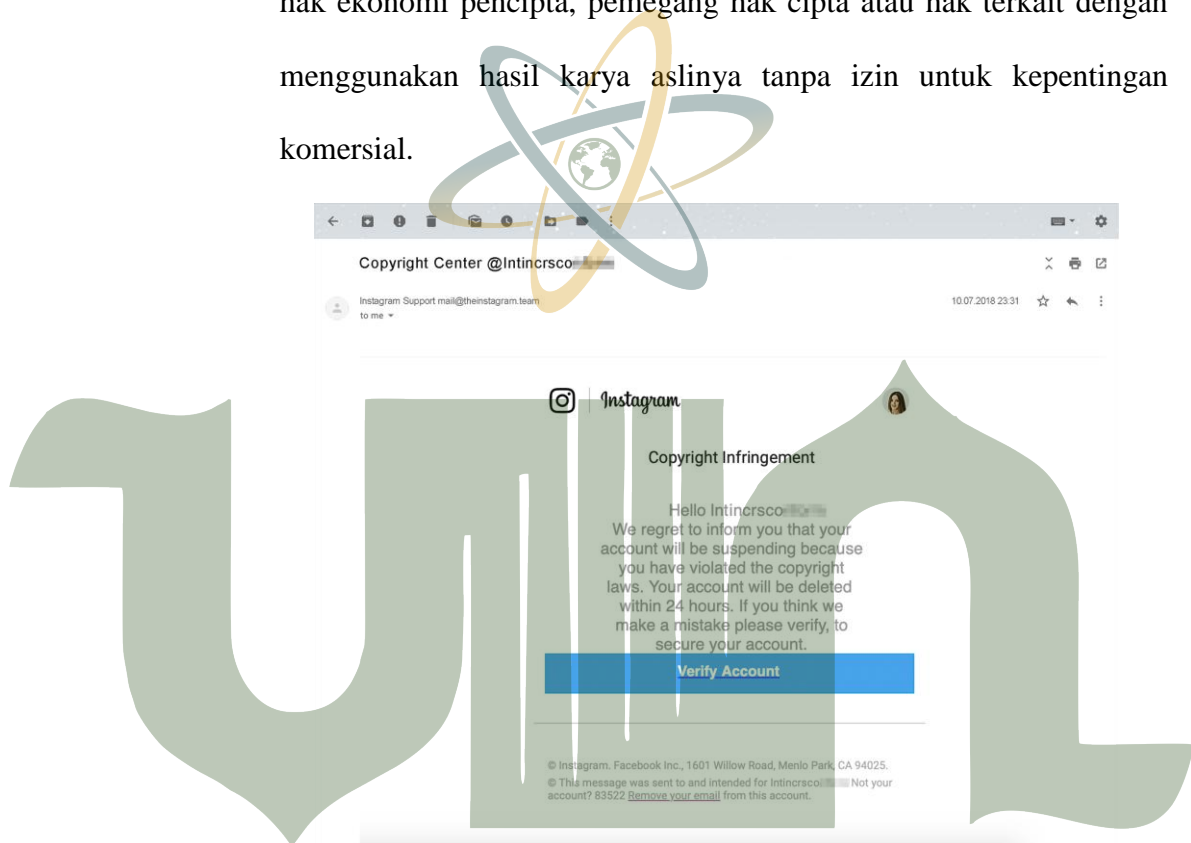 hak ekonomi pencipta, pemegang hak cipta atau hak terkait dengan
menggunakan hasil karya aslinya tanpa izin untuk kepentingan
komersial.
Copyright Center @Intincrsco
Instagram Support mail@theinstagram.team
10.07.2018 23:31
to me
Instagram
Copyright Infringement
Hello Intincrsco
We regret to inform you that your
account will be suspending because
you have violated the copyright
laws. Your account will be deleted
within 24 hours. If you think we
make a mistake please verify, to
secure your account.
Verify Account
© Instagram. Facebook Inc., 1601 Willow Road, Menlo Park, CA 94025.
© This message was sent to and intended for Intincrsco Not your
account? 83522 Remove your email from this account.